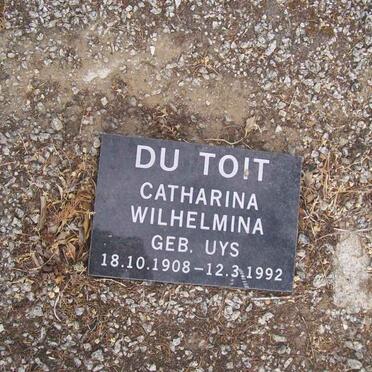 DU TOIT
CATHARINA
WILHELMINA
GEB. UYS
18.10.1908 – 12.3.1992